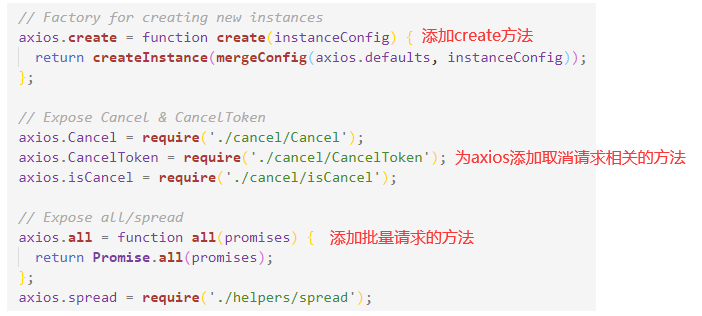 // Factory for creating new instances
axios.create = function create(instanceConfig) { 添加create方法
  return createInstance(mergeConfig(axios.defaults, instanceConfig));
};

// Expose Cancel & CancelToken
axios.Cancel = require('./cancel/Cancel');
axios.CancelToken = require('./cancel/CancelToken'); 为axios添加取消请求相关的方法
axios.isCancel = require('./cancel/isCancel');

// Expose all/spread
axios.all = function all(promises) { 添加批量请求的方法
  return Promise.all(promises);
};
axios.spread = require('./helpers/spread');